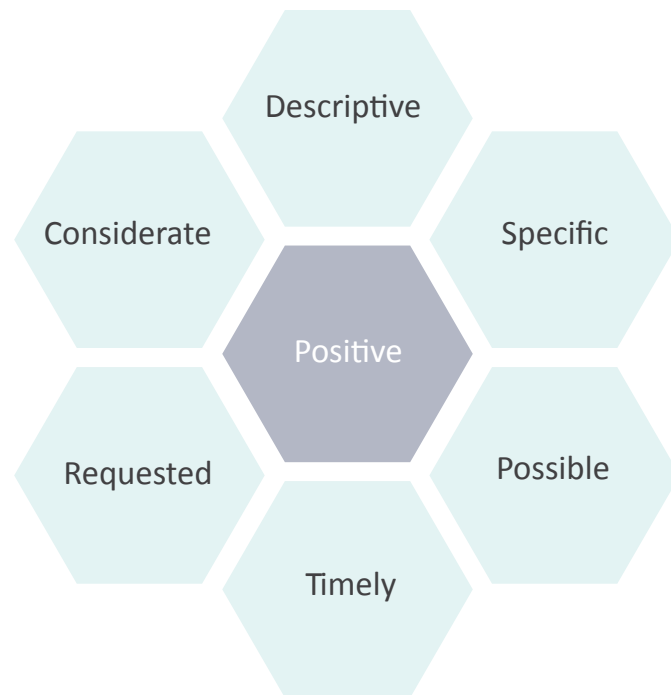 Descriptive
Considerate
Specific
Positive
Requested
Possible
Timely